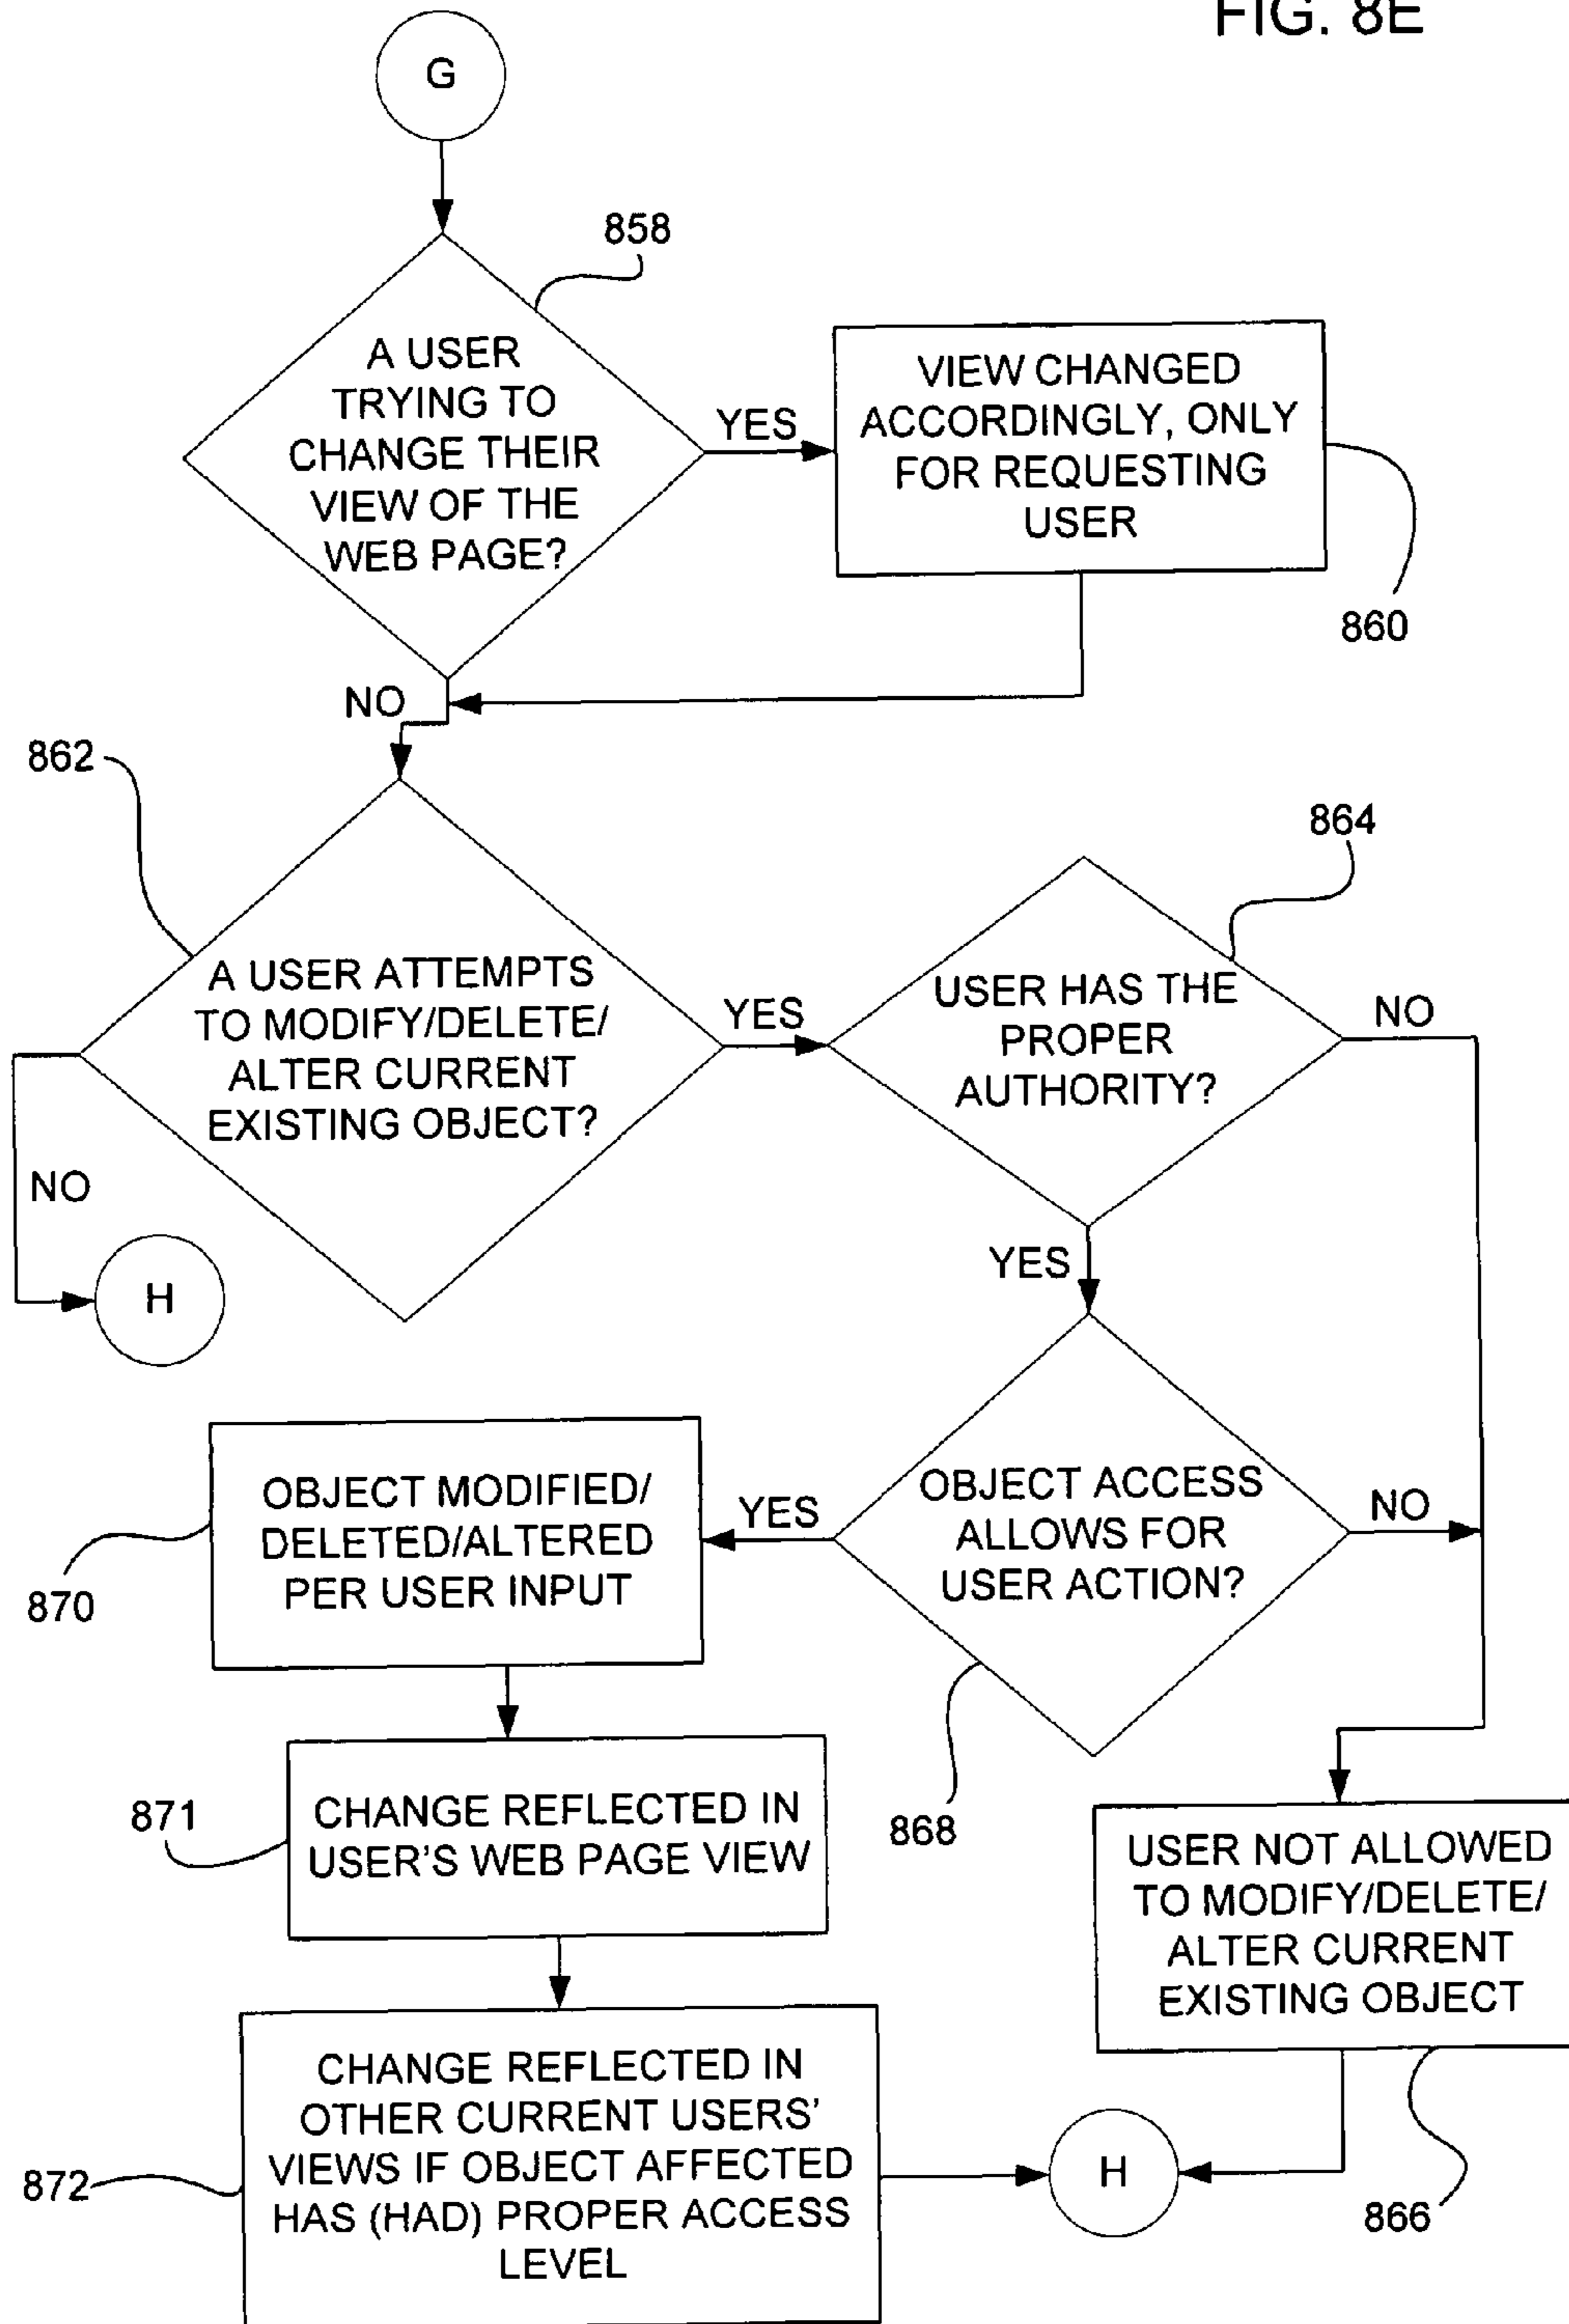 FIG. 8E
G
858
A USER
TRYING TO
CHANGE THEIR
VIEW OF THE
WEB PAGE?
YES
VIEW CHANGED
ACCORDINGLY, ONLY
FOR REQUESTING
USER
860
NO
862
A USER ATTEMPTS
TO MODIFY/DELETE/
ALTER CURRENT
EXISTING OBJECT?
YES
864
USER HAS THE
PROPER
AUTHORITY?
NO
NO
H
YES
OBJECT ACCESS
ALLOWS FOR
USER ACTION?
NO
868
YES
OBJECT MODIFIED/
DELETED/ALTERED
PER USER INPUT
870
871
CHANGE REFLECTED IN
USER'S WEB PAGE VIEW
USER NOT ALLOWED
TO MODIFY/DELETE/
ALTER CURRENT
EXISTING OBJECT
866
872
CHANGE REFLECTED IN
OTHER CURRENT USERS'
VIEWS IF OBJECT AFFECTED
HAS (HAD) PROPER ACCESS
LEVEL
H